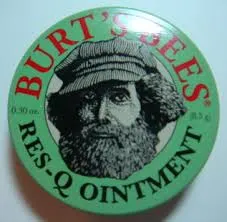 BURT'S BEES®
0.30 oz.
(8.5 g)
RES-Q OINTMENT